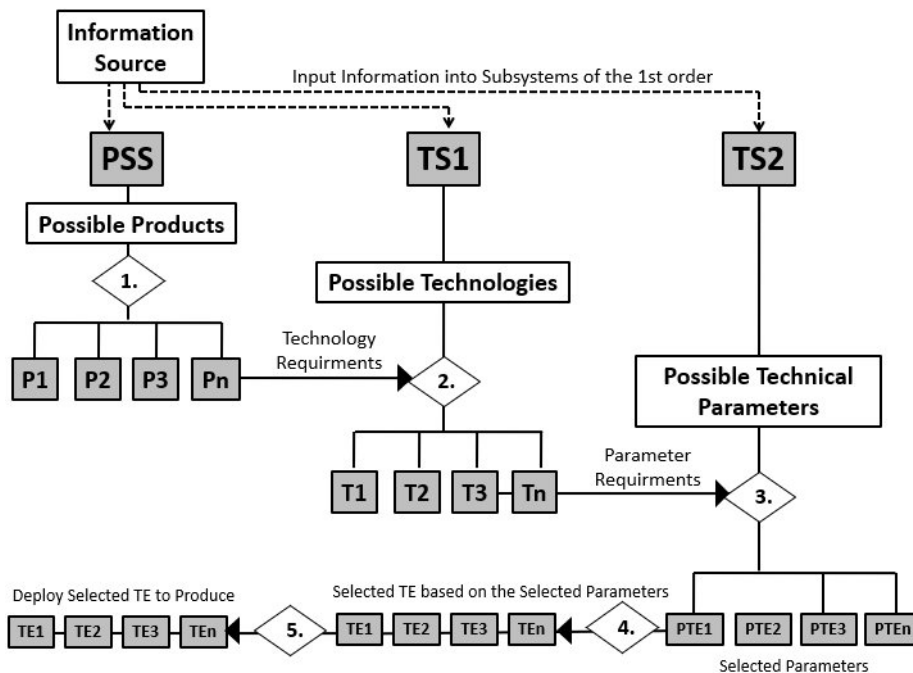 Information
Source
Input Information into Subsystems of the 1st order
PSS
TS1
TS2
Possible Products
1.
Possible Technologies
Technology
Requirments
P1 P2 P3 Pn
2.
Possible Technical
Parameters
Parameter
Requirments
T1 T2 T3 Tn
3.
Deploy Selected TE to Produce
Selected TE based on the Selected Parameters
TE1 TE2 TE3 TEn 5. TE1 TE2 TE3 TEn 4. PTE1 PTE2 PTE3 PTEn
Selected Parameters